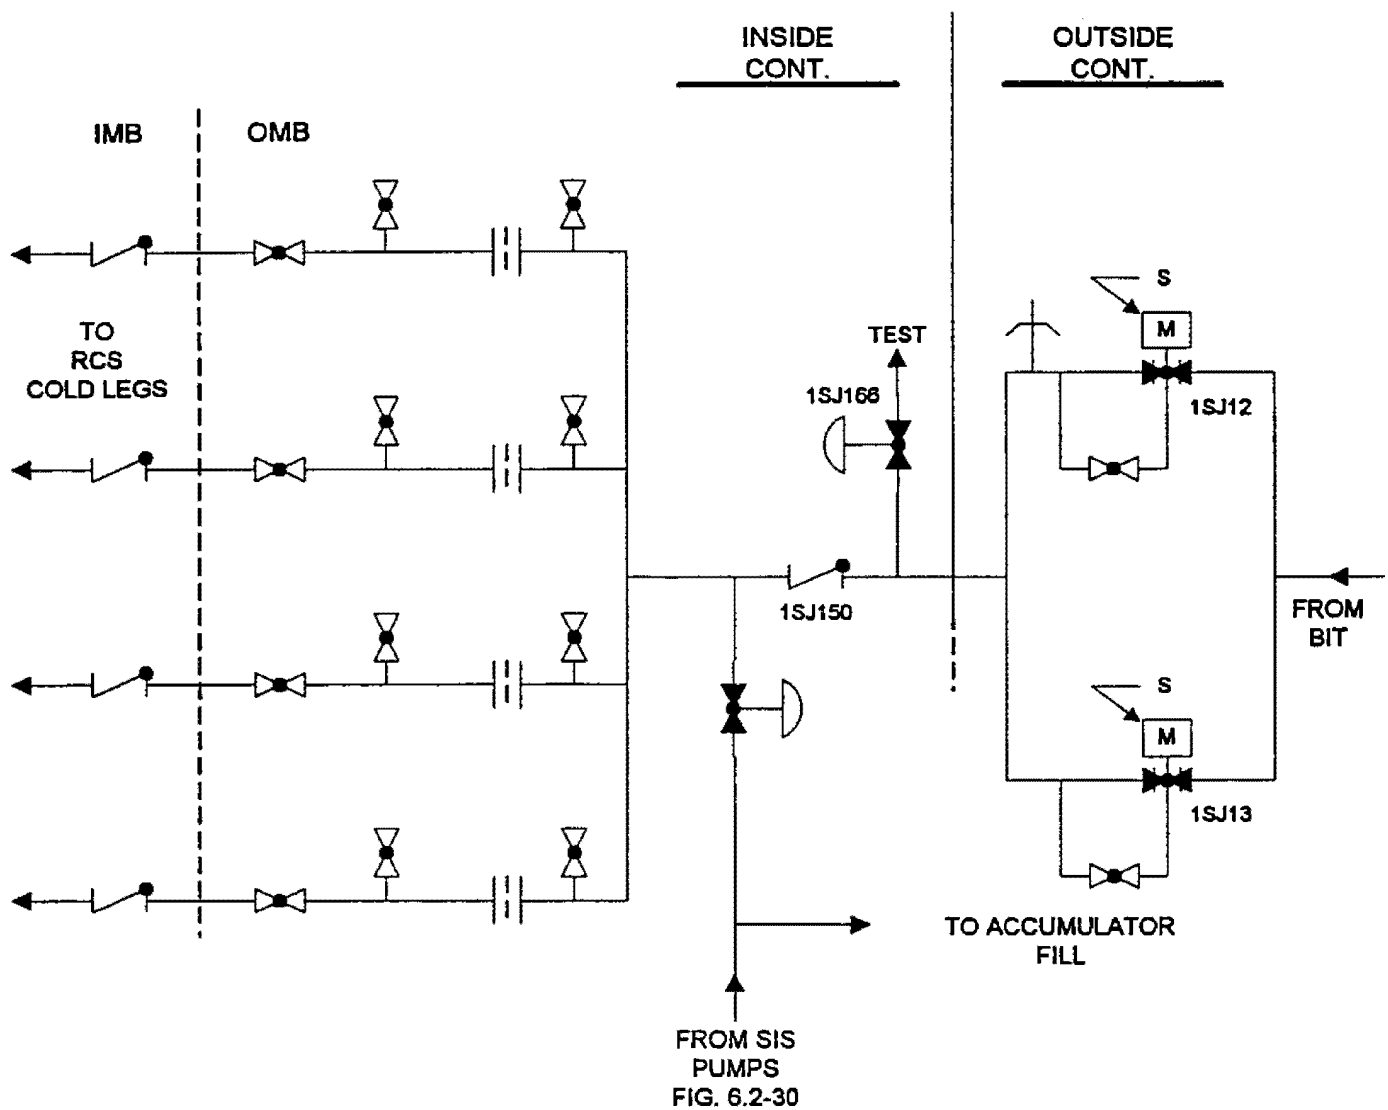 INSIDE
CONT.
OUTSIDE
CONT.
IMB
OMB
S
M
TEST
TO
RCS
COLD LEGS
1SJ166
1SJ12
1SJ150
FROM
BIT
S
M
1SJ13
TO ACCUMULATOR
FILL
FROM SIS
PUMPS
FIG. 6.2-30